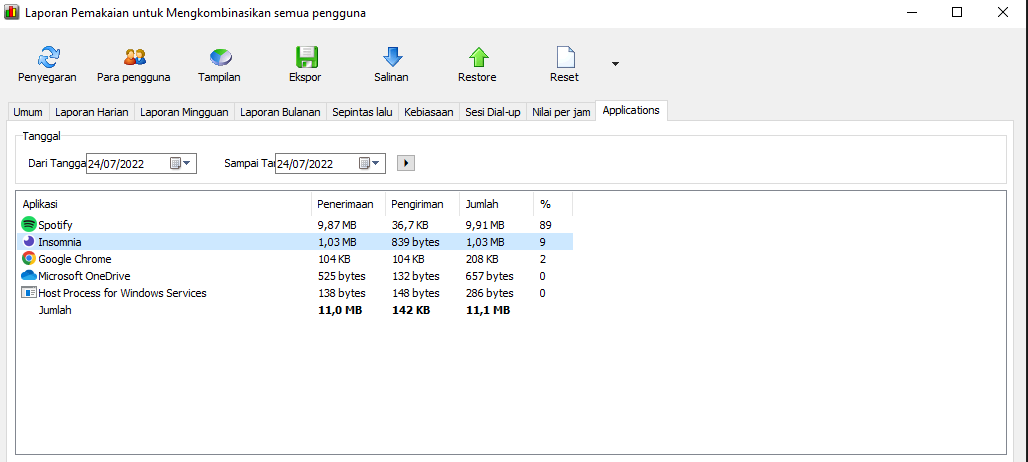 Laporan Pemakaian untuk Mengkombinasikan semua pengguna
Penyegaran Para pengguna Tampilan Ekspor Salinan Restore Reset
Umum Laporan Harian Laporan Mingguan Laporan Bulanan Sepintas lalu Kebiasaan Sesi Dial-up Nilai per jam Applications
Tanggal
Dari Tangga 24/07/2022 Sampai Tar 24/07/2022
Aplikasi Penerimaan Pengiriman Jumlah %
Spotify 9,87 MB 36,7 KB 9,91 MB 89
Insomnia 1,03 MB 839 bytes 1,03 MB 9
Google Chrome 104 KB 104 KB 208 KB 2
Microsoft OneDrive 525 bytes 132 bytes 657 bytes 0
Host Process for Windows Services 138 bytes 148 bytes 286 bytes 0
Jumlah 11,0 MB 142 KB 11,1 MB